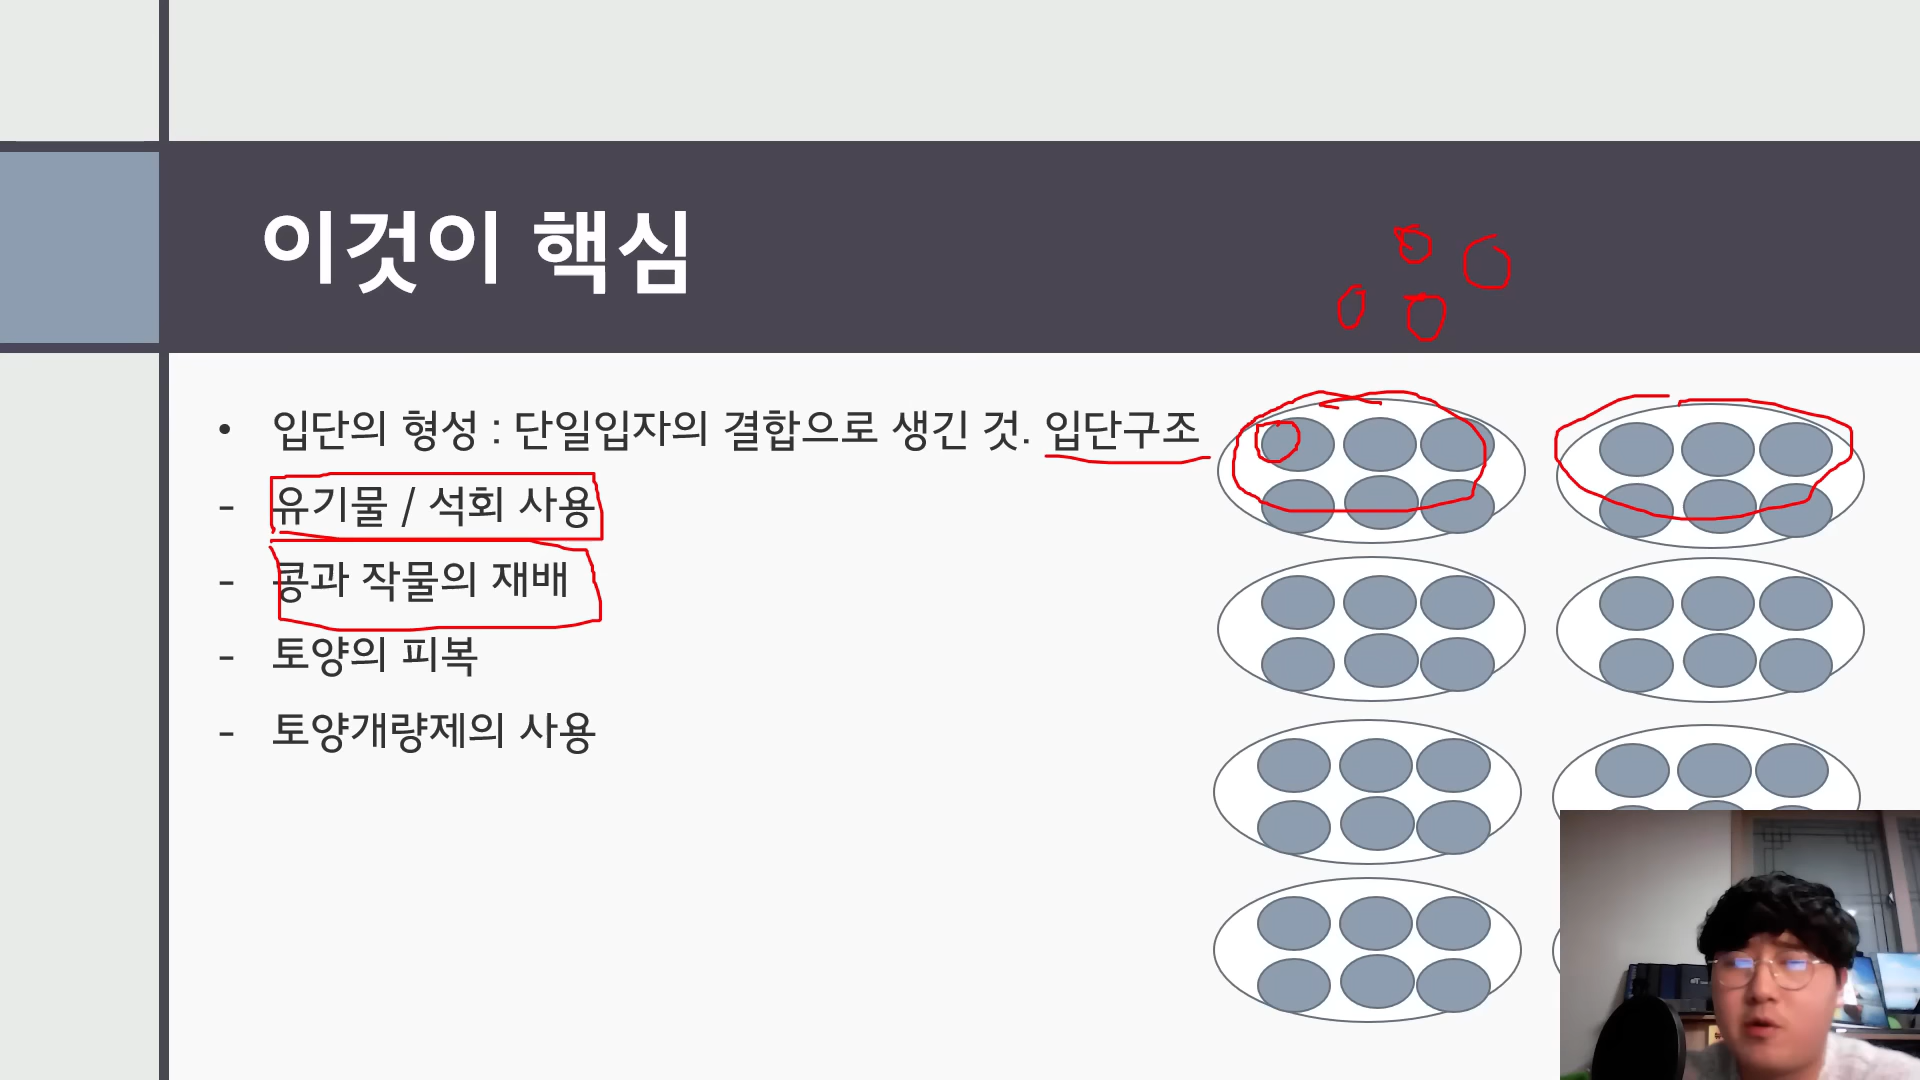 이것이 핵심
• 입단의 형성 : 단일입자의 결합으로 생긴 것. 입단구조
- 유기물 / 석회 사용
- 콩과 작물의 재배
- 토양의 피복
- 토양개량제의 사용